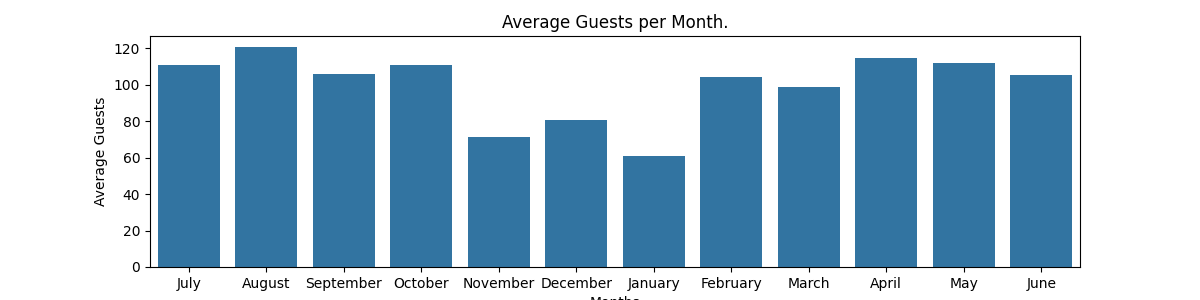 Average Guests per Month.
Average Guests
120
100
80
60
40
20
0
July August September October November December January February March April May June
Months